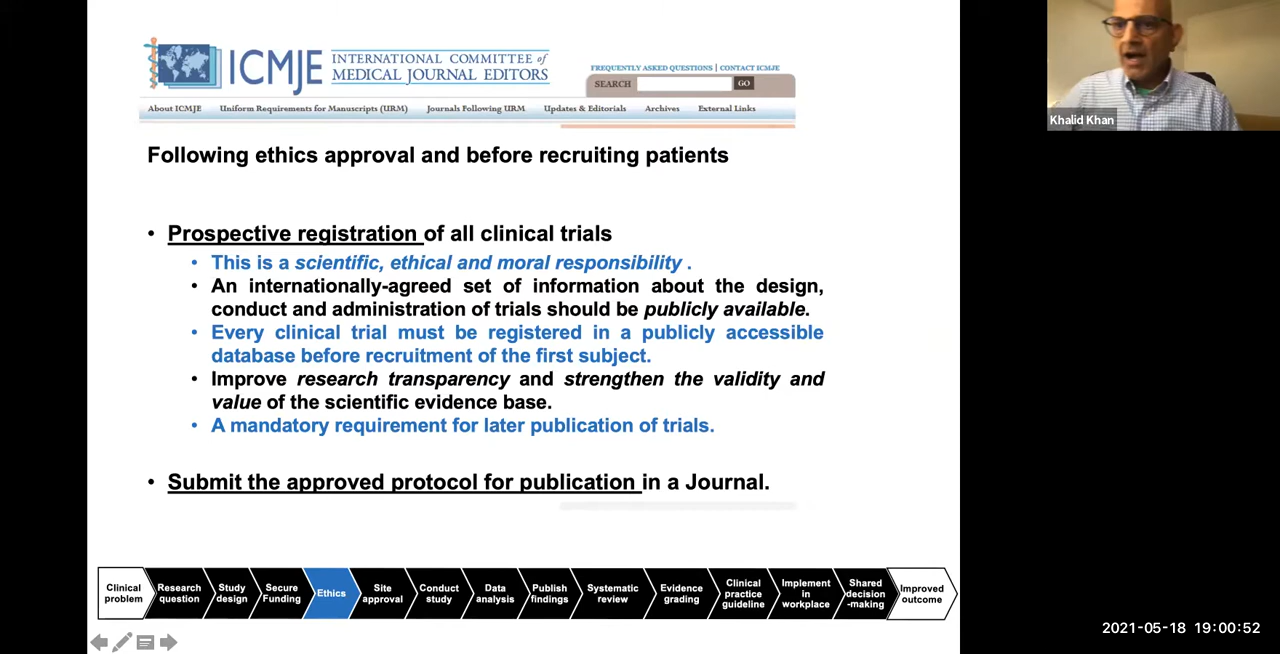 ICMJE
INTERNATIONAL COMMITTEE of
MEDICAL JOURNAL EDITORS
FREQUENTLY ASKED QUESTIONS | CONTACT ICMJE
SEARCH GO
About ICMJE Uniform Requirements for Manuscripts (URM) Journals Following URM Updates & Editorials Archives External Links
Khalid Khan
Following ethics approval and before recruiting patients
• Prospective registration of all clinical trials
• This is a scientific, ethical and moral responsibility .
• An internationally-agreed set of information about the design,
conduct and administration of trials should be publicly available.
• Every clinical trial must be registered in a publicly accessible
database before recruitment of the first subject.
• Improve research transparency and strengthen the validity and
value of the scientific evidence base.
• A mandatory requirement for later publication of trials.
• Submit the approved protocol for publication in a Journal.
Clinical
problem
Research
question
Study
design
Secure
Funding
Ethics
Site
approval
Conduct
study
Data
analysis
Publish
findings
Systematic
review
Evidence
grading
Clinical
practice
guideline
Implement
in
workplace
Shared
decision
-making
Improved
outcome
2021-05-18 19:00:52